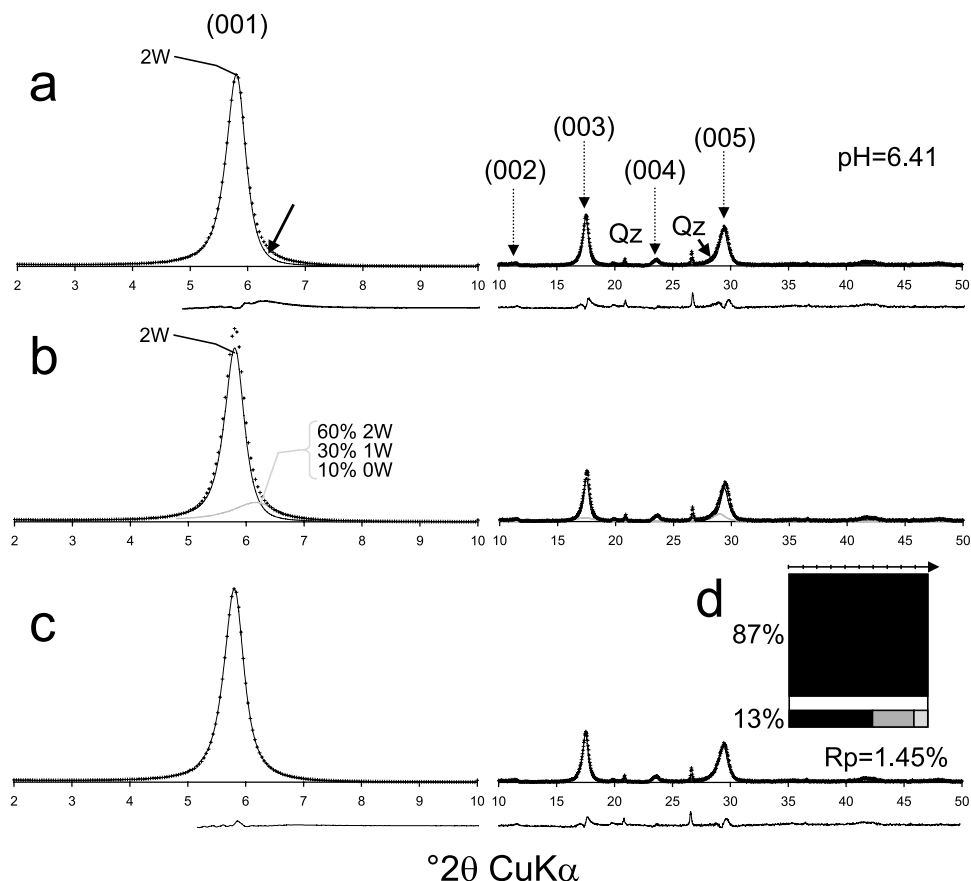 (001)
2W
a
(003)
(005)
(002)
(004)
pH=6.41
Qz
Qz
2 3 4 5 6 7 8 9 10
10 15 20 25 30 35 40 45 50
b
2W
60% 2W
30% 1W
10% 0W
2 3 4 5 6 7 8 9 10
10 15 20 25 30 35 40 45 50
c
d
87%
13%
Rp=1.45%
2 3 4 5 6 7 8 9 10
10 15 20 25 30 35 40 45 50
°2θ CuKα